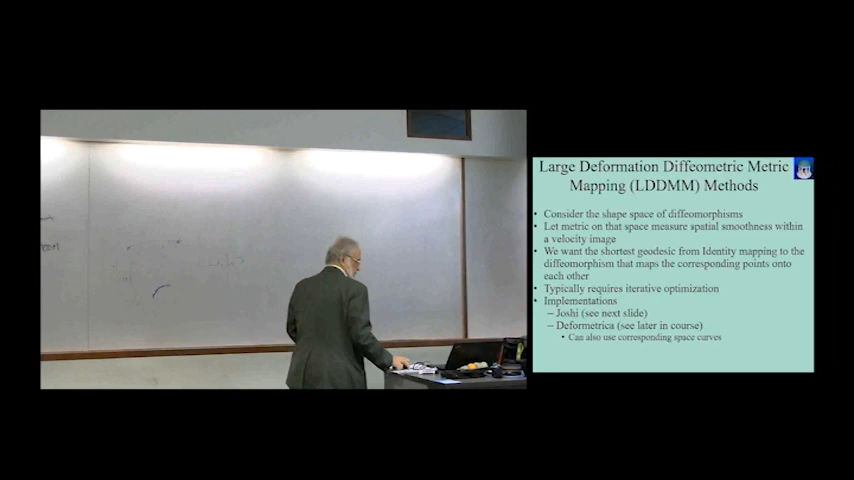 Large Deformation Diffeometric Metric
Mapping (LDDMM) Methods
• Consider the shape space of diffeomorphisms
• Let metric on that space measure spatial smoothness within
a velocity image
• We want the shortest geodesic from Identity mapping to the
diffeomorphism that maps the corresponding points onto
each other
• Typically requires iterative optimization
• Implementations
– Joshi (see next slide)
– Deformetrica (see later in course)
• Can also use corresponding space curves